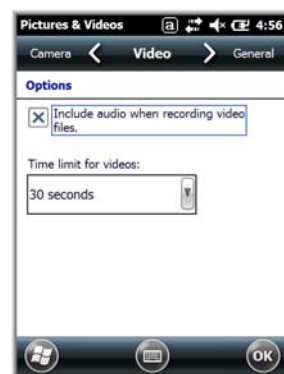 Pictures & Videos a 4:56
Camera Video General
Options
Include audio when recording video
files.
Time limit for videos:
30 seconds
OK